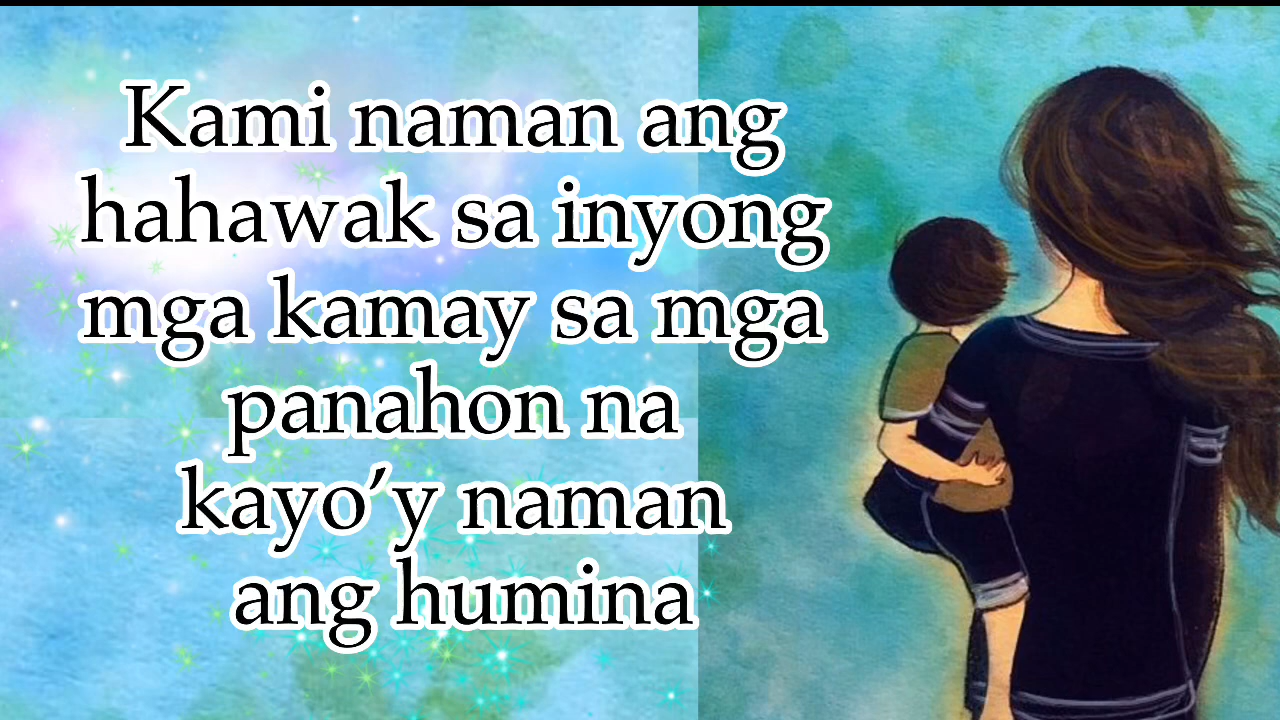 Kami naman ang
hahawak sa inyong
mga kamay sa mga
panahon na
kayo’y naman
ang humina